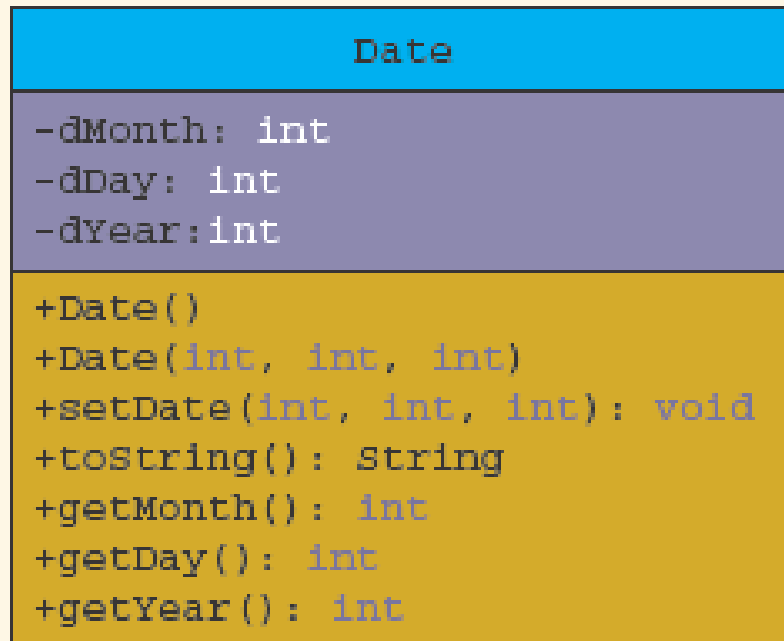 Date
-dMonth: int
-dDay: int
-dYear:int
+Date()
+Date(int, int, int)
+setDate(int, int, int): void
+toString(): String
+getMonth(): int
+getDay(): int
+getYear(): int